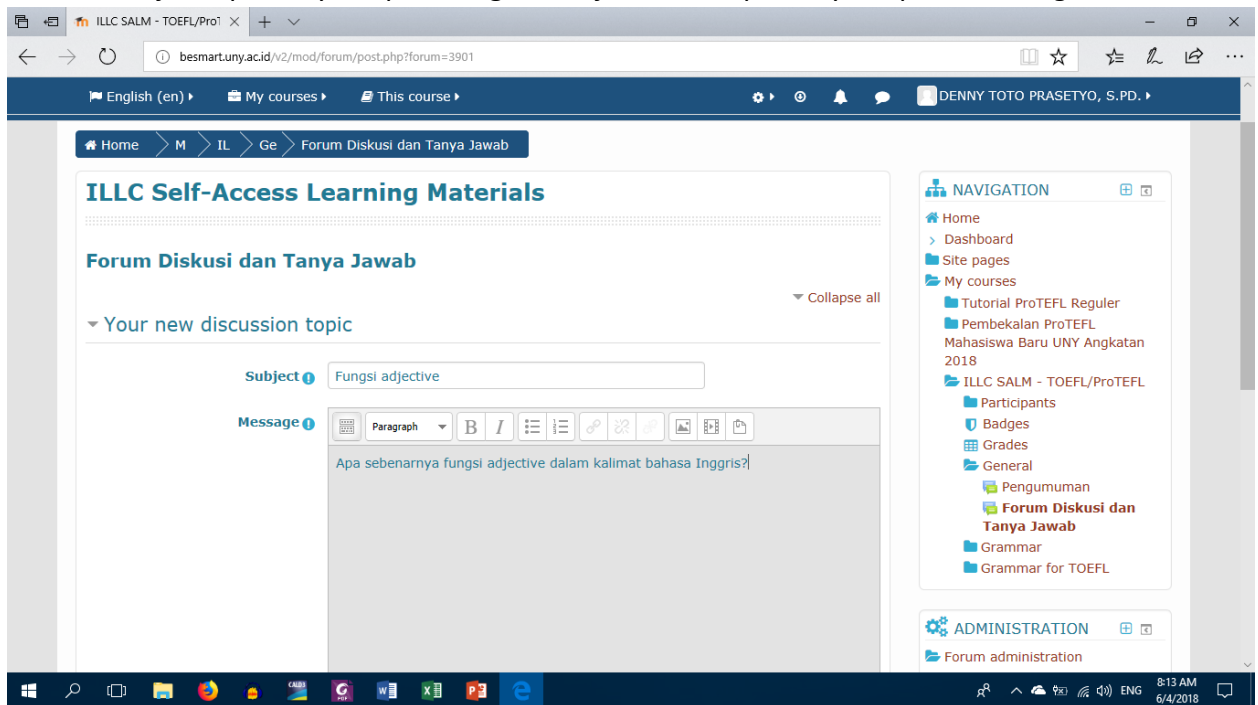 ILLC SALM - TOEFL/ProT
besmart.uny.ac.id/v2/mod/forum/post.php?forum=3901
English (en) My courses This course DENNY TOTO PRASETYO, S.PD.
Home M IL Ge Forum Diskusi dan Tanya Jawab
ILLC Self-Access Learning Materials
Forum Diskusi dan Tanya Jawab
Collapse all
Your new discussion topic
Subject Fungsi adjective
Message Paragraph B I
Apa sebenarnya fungsi adjective dalam kalimat bahasa Inggris?
NAVIGATION
Home
Dashboard
Site pages
My courses
Tutorial ProTEFL Reguler
Pembekalan ProTEFL
Mahasiswa Baru UNY Angkatan
2018
ILLC SALM - TOEFL/ProTEFL
Participants
Badges
Grades
General
Pengumuman
Forum Diskusi dan
Tanya Jawab
Grammar
Grammar for TOEFL
ADMINISTRATION
Forum administration
ENG
8:13 AM
6/4/2018